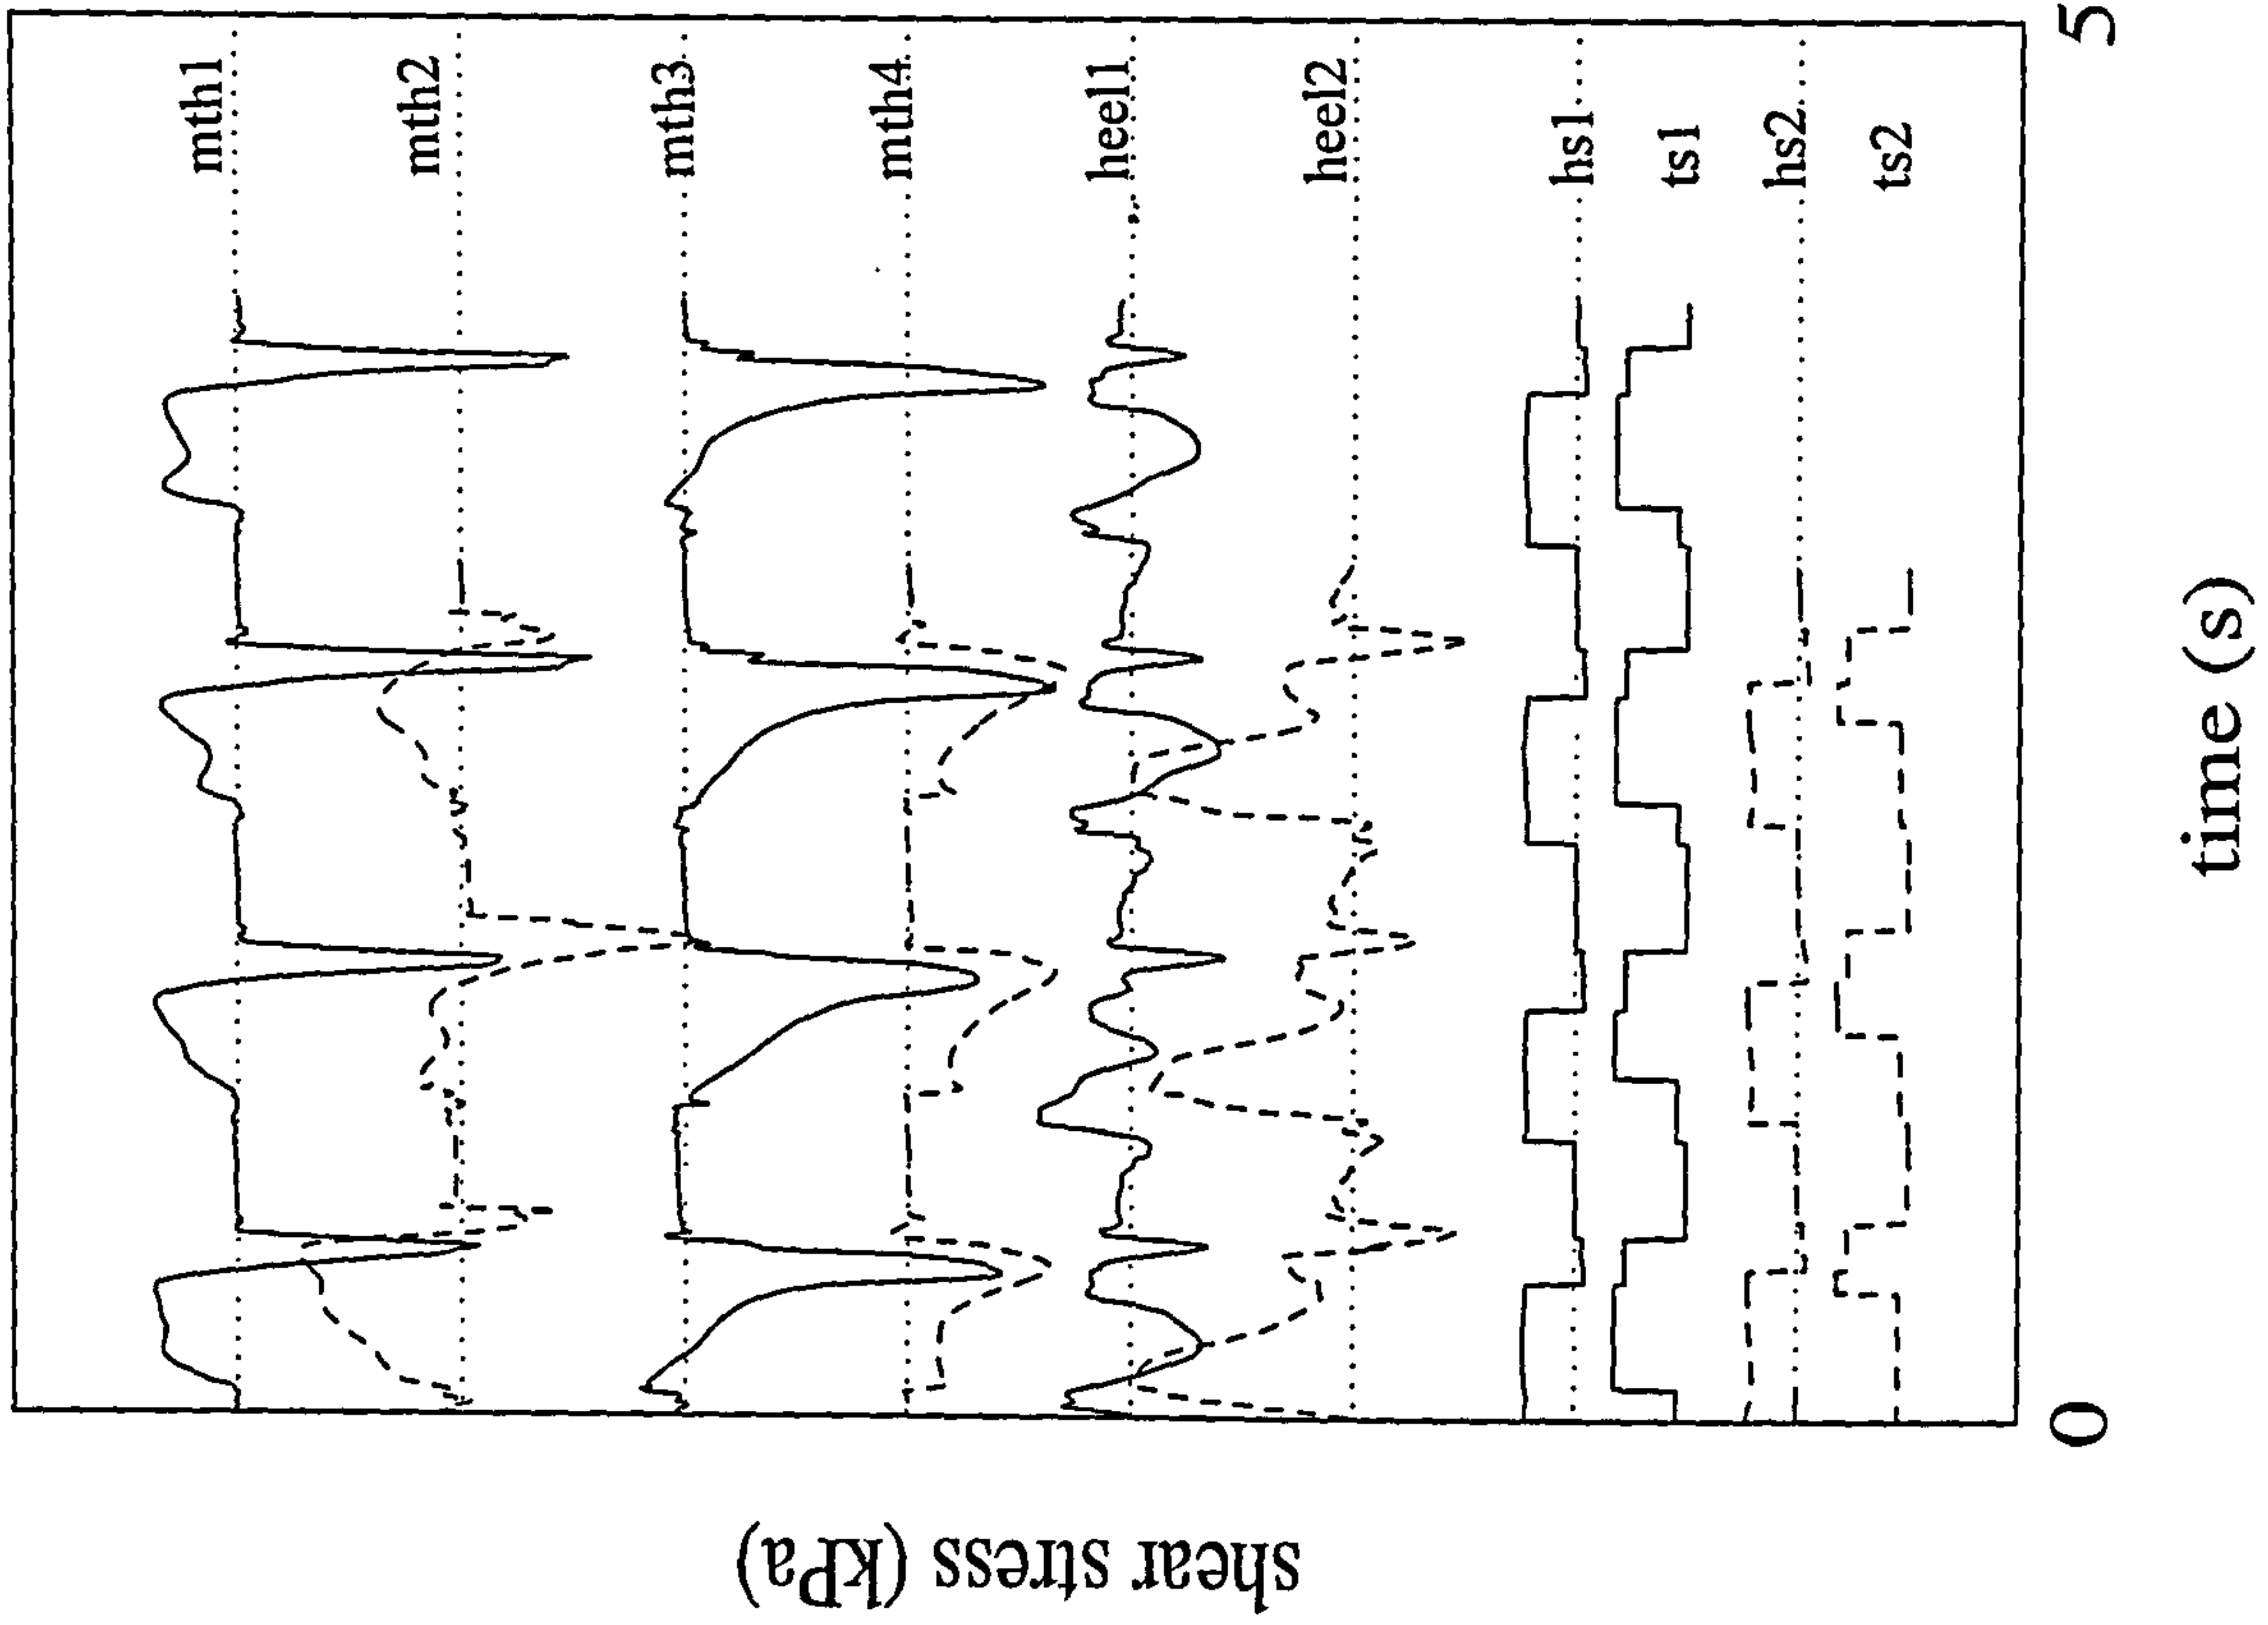 mth1
mth2
mth3
mth4
heel1
heel2
hs1
ts1
hs2
ts2
0
5
time (s)
shear stress (kPa)